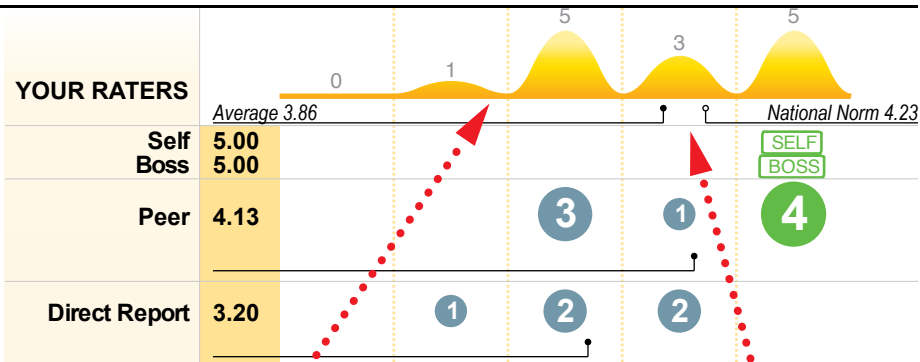 5 5
3
1
0
YOUR RATERS
Average 3.86 National Norm 4.23
Self 5.00 SELF
Boss 5.00 BOSS
Peer 4.13 3 1 4
Direct Report 3.20 1 2 2